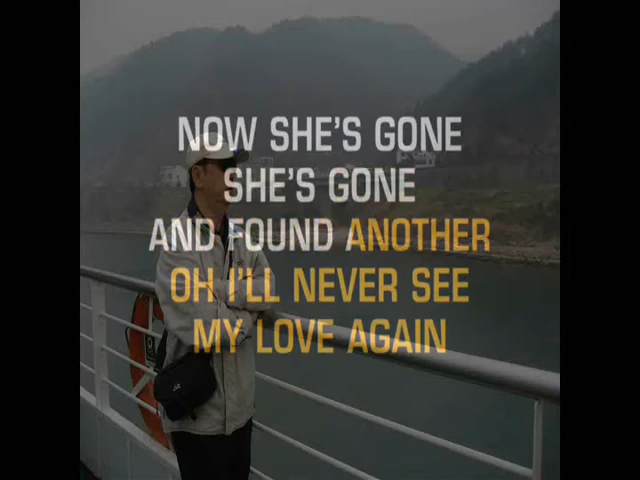 NOW SHE'S GONE
SHE'S GONE
AND FOUND ANOTHER
OH I'LL NEVER SEE
MY LOVE AGAIN